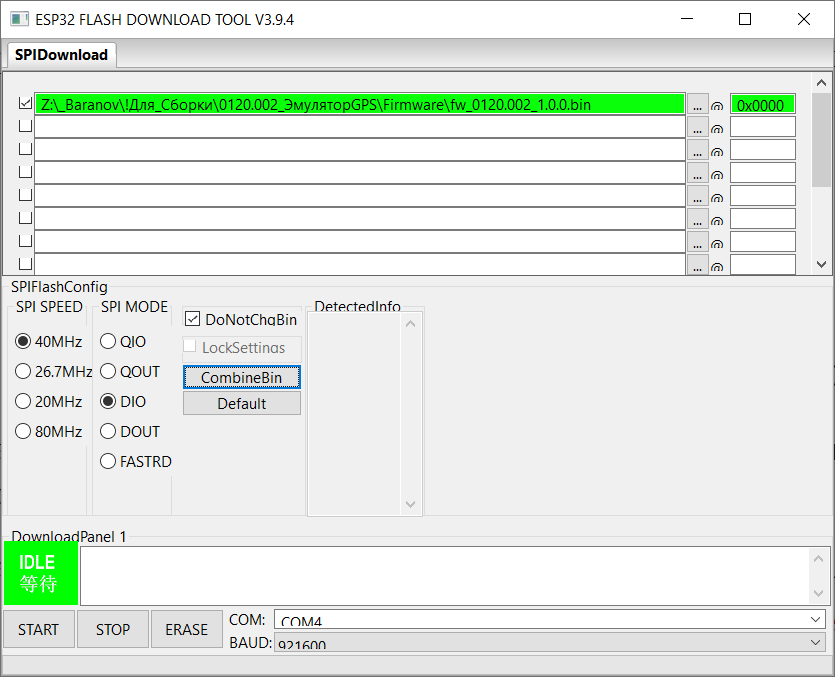 ESP32 FLASH DOWNLOAD TOOL V3.9.4
SPIDownload
Z:\_Baranov\!Для_Сборки\0120.002_ЭмуляторGPS\Firmware\fw_0120.002_1.0.0.bin ... @ 0x0000
... @
... @
... @
... @
... @
... @
... @
SPIFlashConfig
SPI SPEED
40MHz
26.7MHz
20MHz
80MHz
SPI MODE
QIO
QOUT
DIO
DOUT
FASTRD
DoNotChgBin
LockSettings
CombineBin
Default
DetectedInfo
DownloadPanel 1
IDLE
等待
START
STOP
ERASE
COM: COM4
BAUD: 921600